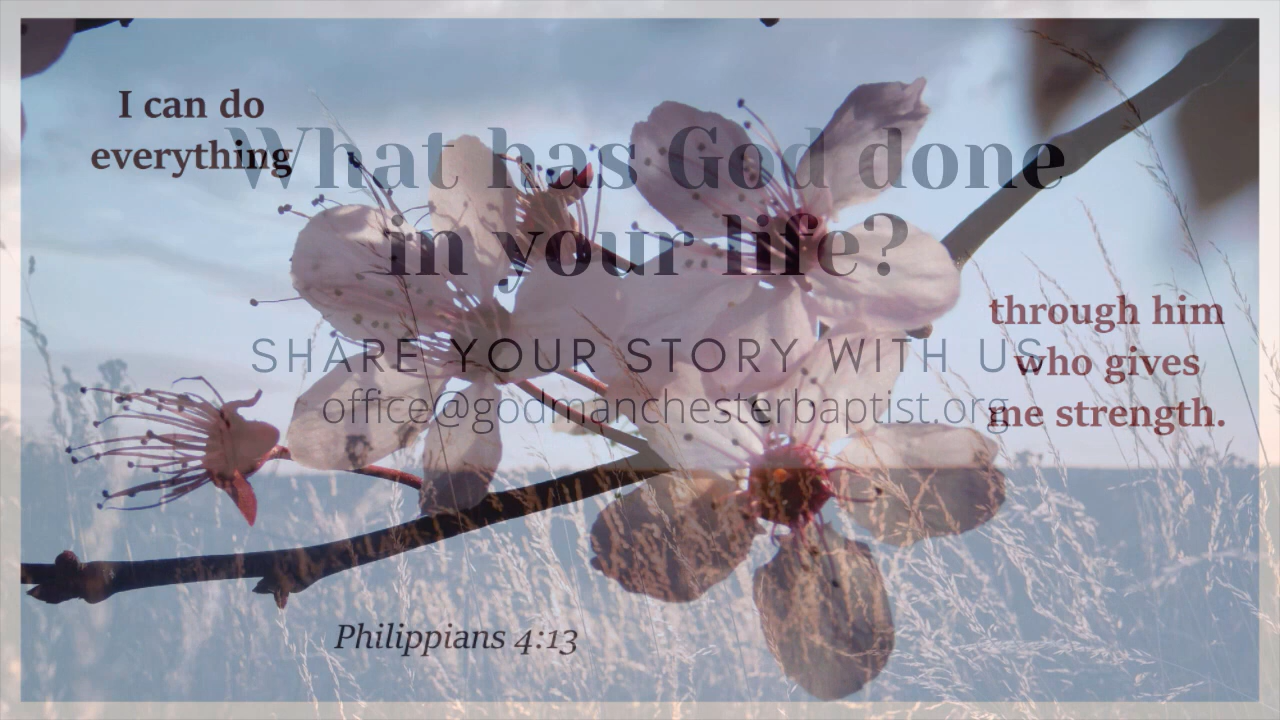 I can do
everything
What has God done
in your life?
through him
who gives
me strength.
SHARE YOUR STORY WITH US
office@godmanchesterbaptist.org
Philippians 4:13